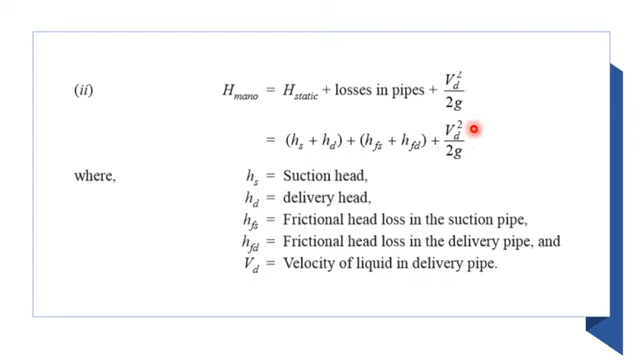 (ii) H_mano = H_static + losses in pipes + V_d²/2g
= (h_s + h_d) + (h_fs + h_fd) + V_d²/2g
where, h_s = Suction head,
h_d = delivery head,
h_fs = Frictional head loss in the suction pipe,
h_fd = Frictional head loss in the delivery pipe, and
V_d = Velocity of liquid in delivery pipe.